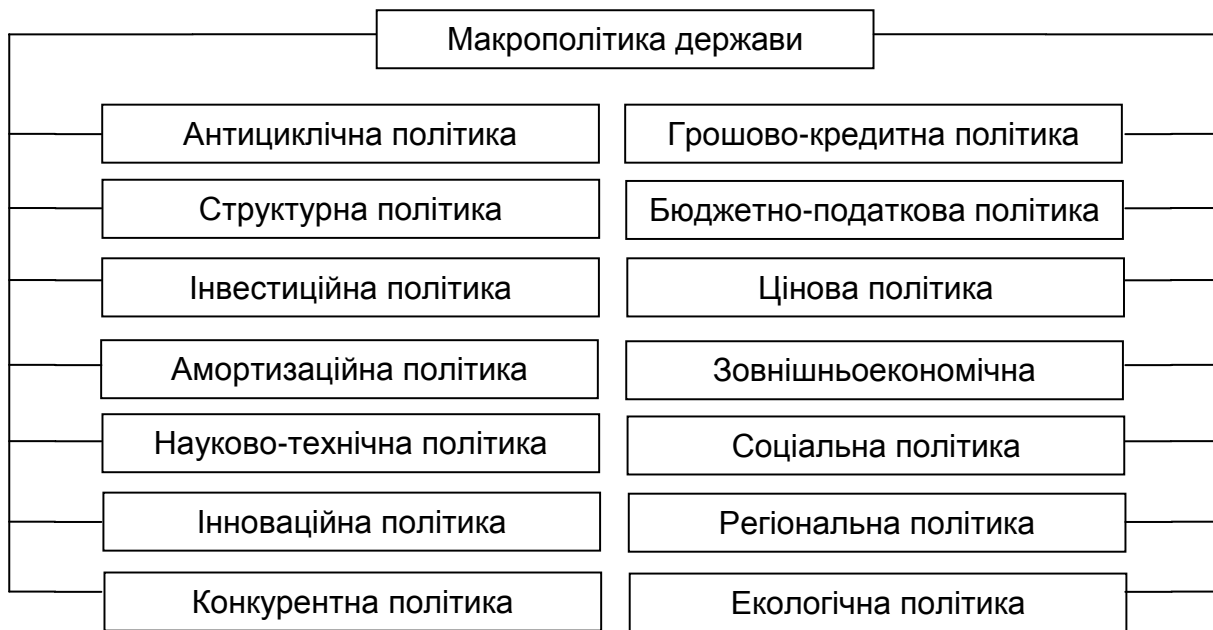 Макрополітика держави
Антициклічна політика
Грошово-кредитна політика
Структурна політика
Бюджетно-податкова політика
Інвестиційна політика
Цінова політика
Амортизаційна політика
Зовнішньоекономічна
Науково-технічна політика
Соціальна політика
Інноваційна політика
Регіональна політика
Конкурентна політика
Екологічна політика